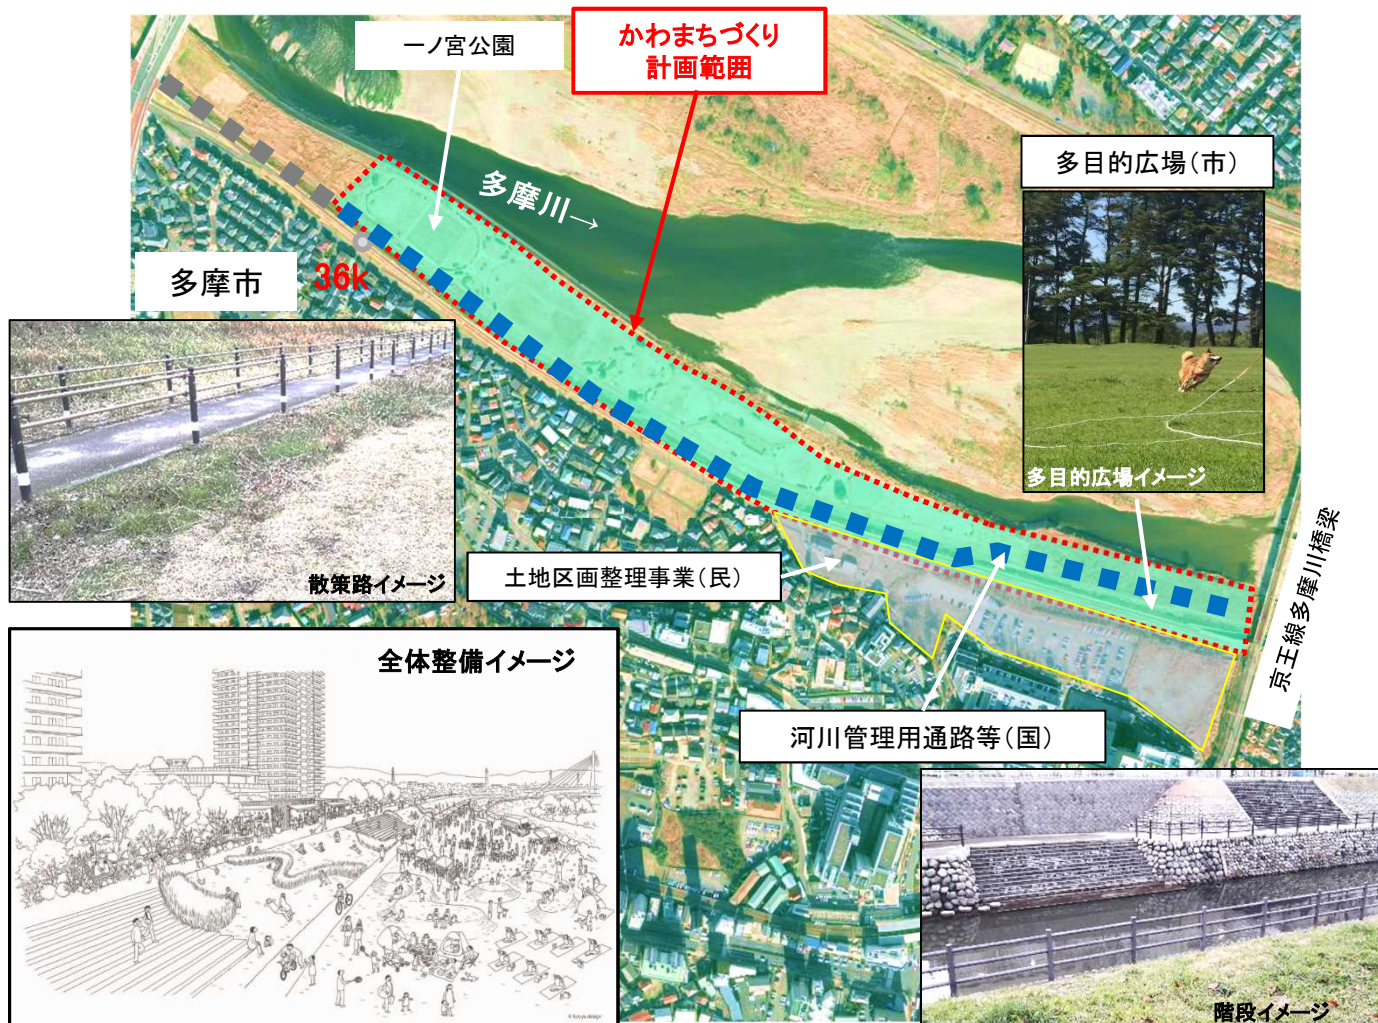 一ノ宮公園
かわまちづくり
計画範囲
多目的広場(市)
多摩川→
多摩市
36k
多目的広場イメージ
散策路イメージ
土地区画整理事業(民)
京王線多摩川橋梁
全体整備イメージ
河川管理用通路等(国)
階段イメージ